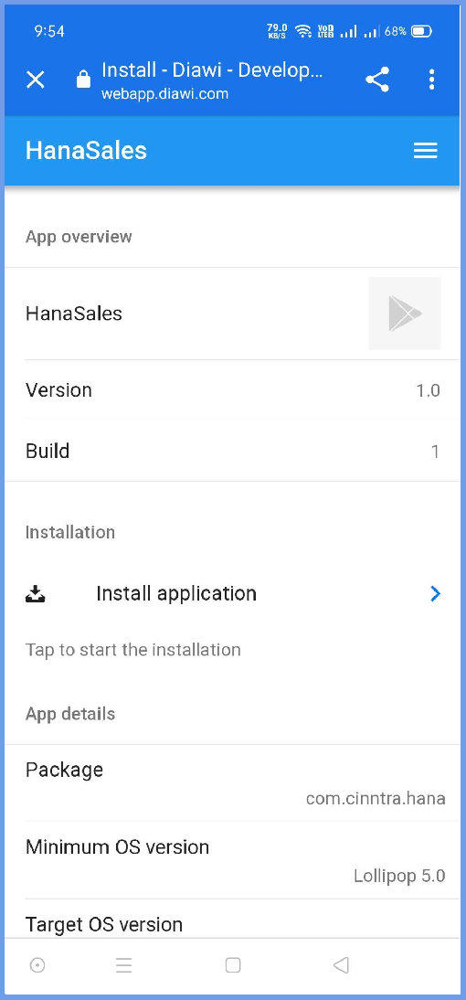 9:54
79.0
KB/S
VoD
LTE
68%
Install - Diawi - Develop...
webapp.diawi.com
HanaSales
App overview
HanaSales
Version 1.0
Build 1
Installation
Install application
Tap to start the installation
App details
Package
com.cinntra.hana
Minimum OS version
Lollipop 5.0
Target OS version